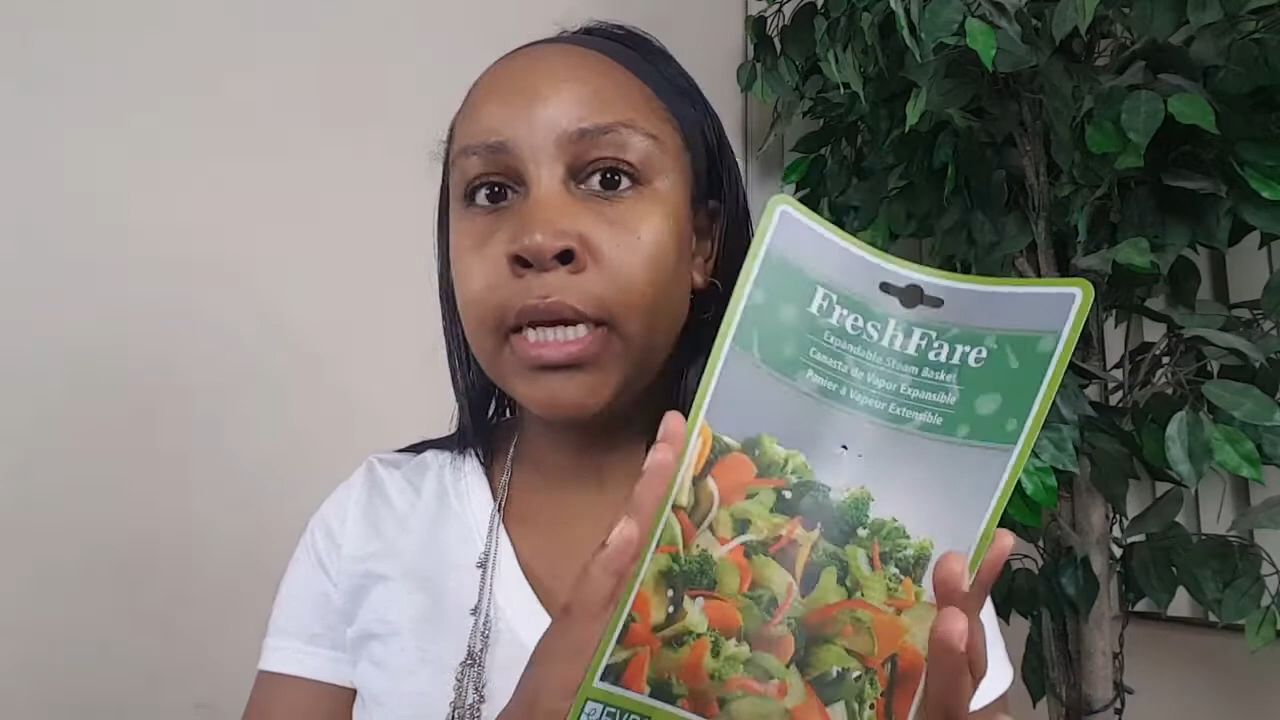 FreshFare
Expandable Steam Basket
Canasta de Vapor Expansible
Panier à Vapeur Extensible